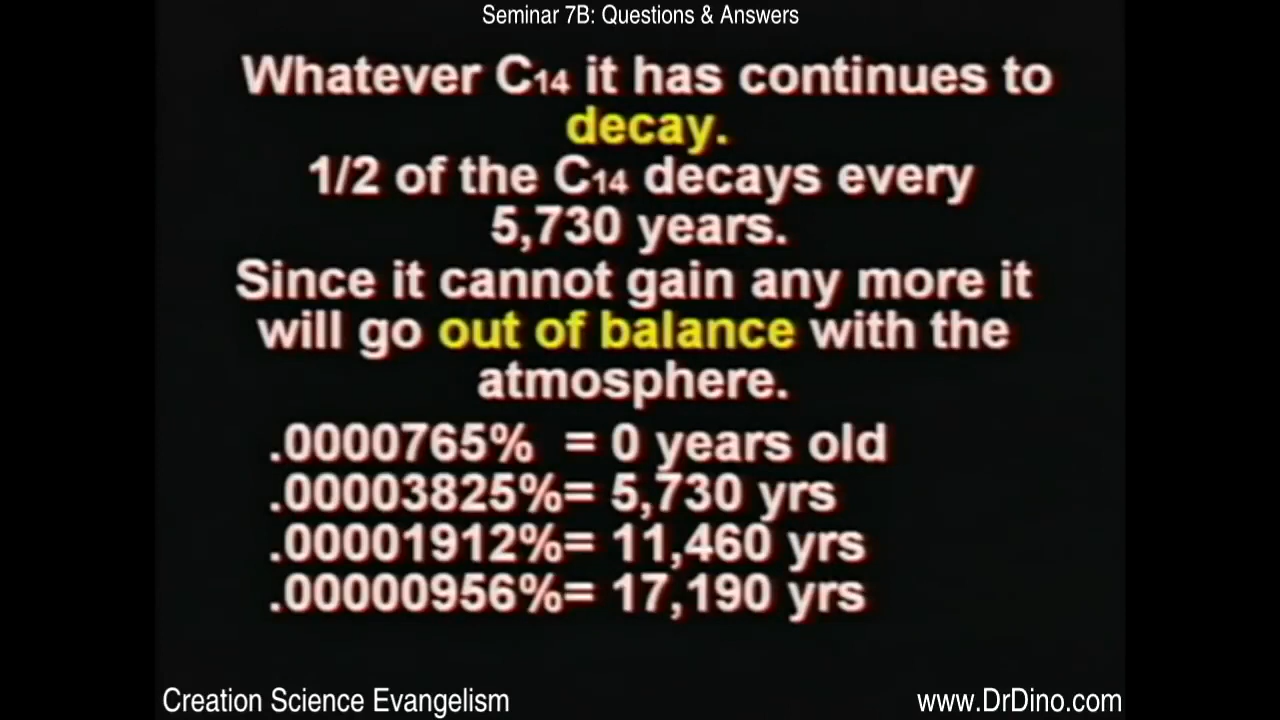 Seminar 7B: Questions & Answers
Whatever C14 it has continues to
decay.
1/2 of the C14 decays every
5,730 years.
Since it cannot gain any more it
will go out of balance with the
atmosphere.
.0000765% = 0 years old
.00003825%= 5,730 yrs
.00001912%= 11,460 yrs
.00000956%= 17,190 yrs
Creation Science Evangelism
www.DrDino.com